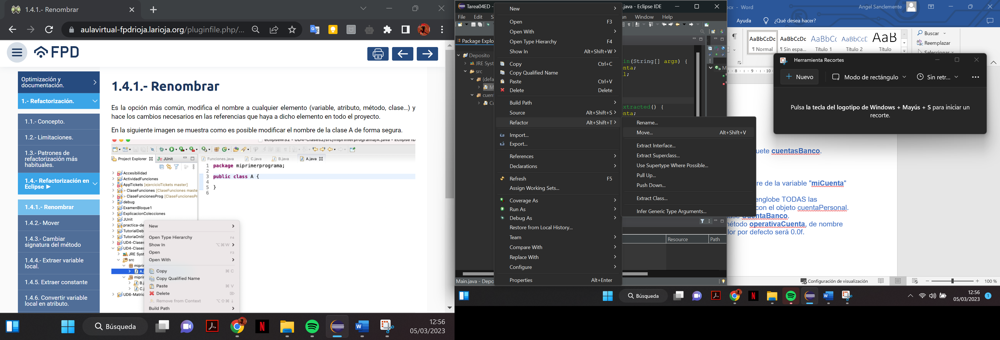 1.4.1.- Renombrar
aulavirtual-fpdrioja.larioja.org/pluginfile.php/...
FPD
Optimización y
documentación.
1.- Refactorización.
1.1.- Concepto.
1.2.- Limitaciones.
1.3.- Patrones de
refactorización más
habituales.
1.4.- Refactorización en
Eclipse ►
1.4.1.- Renombrar
1.4.2.- Mover
1.4.3.- Cambiar
signatura del método
1.4.4.- Extraer variable
local.
1.4.5. Extraer constante
1.4.6. Convertir variable
local en atributo.
1.4.1.- Renombrar
Es la opción más común, modifica el nombre a cualquier elemento (variable, atributo, método, clase...) y
hace los cambios necesarios en las referencias que haya a dicho elemento en todo el proyecto.
En la siguiente imagen se muestra como es posible modificar el nombre de la clase A de forma segura.
eclipseWS2 - UD4-Clases2/src/miprimerprograma/A.java - Eclipse ID
Project Explorer
JUnit
Funciones.java
C.java
B.java
A.java
1 package miprimerprograma;
2
3 public class A {
4
5 }
6
Accesibilidad
ActividadFunciones
AppTickets [ejercicioTickets master]
> ClaseFunciones [ClaseFunciones maste
> ClaseFuncionesProg [ClaseFuncionesPr
debug
ExamenBloque1
ExplicacionColecciones
JUnit
practica-de
TutorialDeb
TutoriaOnlin
UD4-Clases
UD4-Clases
JRE Syst
src
mipri
A.j
mipri
B.j
C.j
UD6-Matric
New
Open Type Hierarchy F4
Show In ⌥⌘W
Open F3
Open With
Copy ⌘C
Copy Qualified Name
Paste ⌘V
Delete
Remove from Context
Build Path
Búsqueda
12:56
05/03/2023
Tarea04ED -
.java - Eclipse IDE
File Edit S
un Window Help
Package Explo
Deposito
JRE Syst
src
(defa
M
cuent
Cu
New
Open F3
Open With
Open Type Hierarchy F4
Show In Alt+Shift+W
Copy Ctrl+C
Copy Qualified Name
Paste Ctrl+V
Delete Delete
Build Path
Source Alt+Shift+S
Refactor Alt+Shift+T
Import...
Export...
References
Declarations
Refresh F5
Assign Working Sets...
Coverage As
Run As
Debug As
Restore from Local History...
Team
Compare With
Replace With
Configure
Properties Alt+Enter
in(String[] args) {
nta;
l;
xtracted() {
nta;
Rename...
Move... Alt+Shift+V
Extract Interface...
Extract Superclass...
Use Supertype Where Possible...
Pull Up...
Push Down...
Extract Class...
Infer Generic Type Arguments...
Resource Path
Main.java - Depo
ocx - Word
Angel Sanclemente
Ayuda ¿Qué desea hacer?
AaBbCcDc AaBbCcDc AaBbCc AaBbCcE AaB
¶ Normal ¶ Sin espa... Título 1 Título 2 Título
Buscar
Reemplazar
Seleccionar
· 8 · ı · 9 · ı · 10 ·
Herramienta Recortes
Nuevo Modo de rectángulo Sin retr...
Pulsa la tecla del logotipo de Windows + Mayús + S para iniciar un
recorte.
uete cuentasBanco.
re de la variable "miCuenta"
englobe TODAS las
con el objeto cuentaPersonal.
CuentaBanco.
método operativaCuenta, de nombre
lor por defecto será 0.0f.
Configuración de visualización
100 %
Búsqueda
12:56
05/03/2023
1